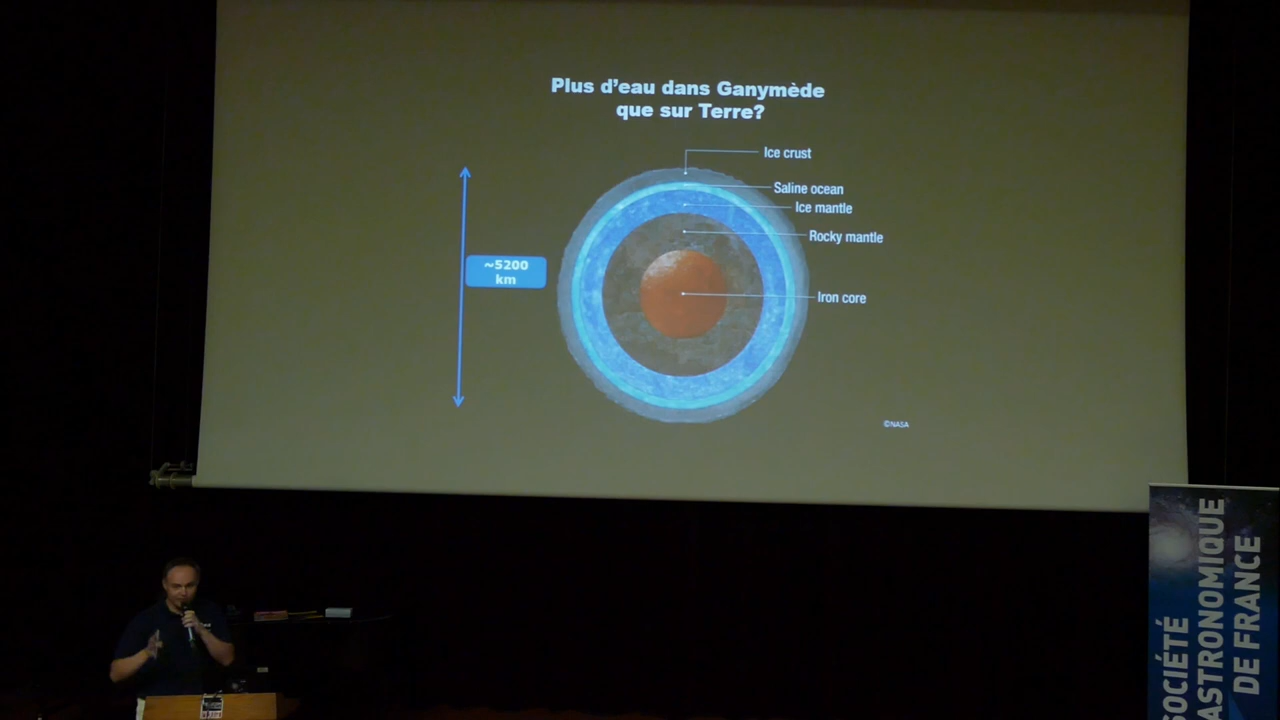 Plus d'eau dans Ganymède
que sur Terre?
Ice crust
Saline ocean
Ice mantle
Rocky mantle
Iron core
~5200
km
©NASA
SOCIÉTÉ
ASTRONOMIQUE
DE FRANCE